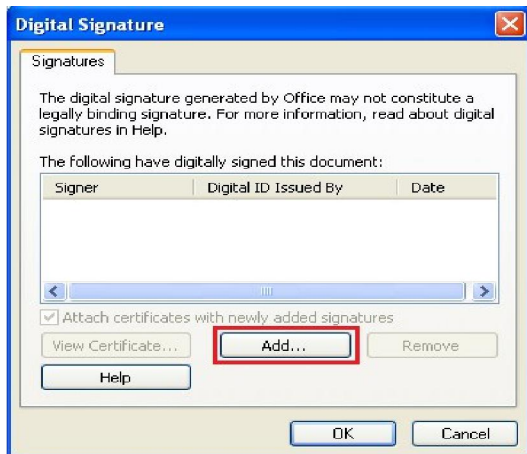 Digital Signature
Signatures
The digital signature generated by Office may not constitute a
legally binding signature. For more information, read about digital
signatures in Help.
The following have digitally signed this document:
Signer Digital ID Issued By Date
Attach certificates with newly added signatures
View Certificate... Add... Remove
Help
OK Cancel